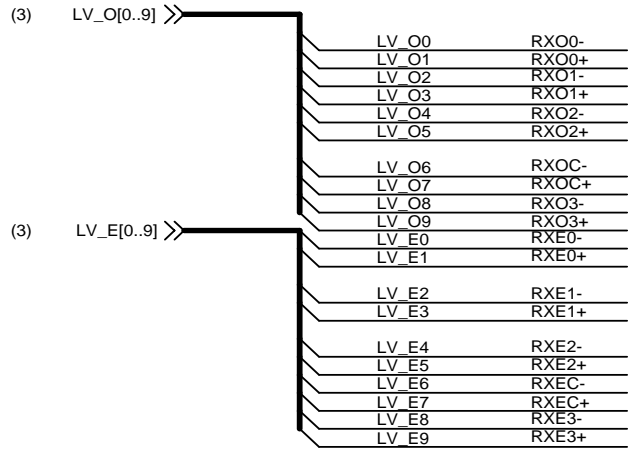 (3) LV_O[0..9]
LV_O0 RXO0-
LV_O1 RXO0+
LV_O2 RXO1-
LV_O3 RXO1+
LV_O4 RXO2-
LV_O5 RXO2+
LV_O6 RXOC-
LV_O7 RXOC+
LV_O8 RXO3-
LV_O9 RXO3+
(3) LV_E[0..9]
LV_E0 RXE0-
LV_E1 RXE0+
LV_E2 RXE1-
LV_E3 RXE1+
LV_E4 RXE2-
LV_E5 RXE2+
LV_E6 RXEC-
LV_E7 RXEC+
LV_E8 RXE3-
LV_E9 RXE3+